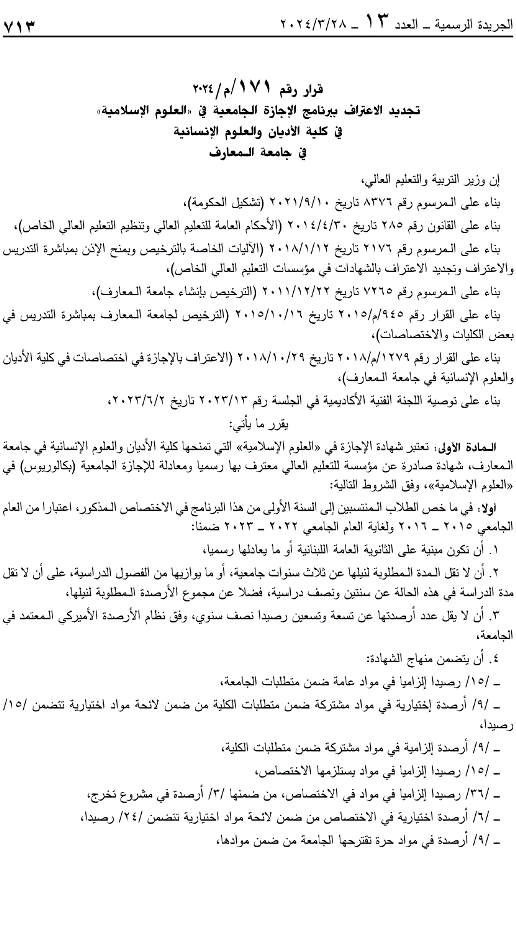 الجريدة الرسمية ــ العدد ١٣ ــ ٢٠٢٤/٣/٢٨
٧١٣
قرار رقم ١٧١/م/٢٠٢٤
تجديد الاعتراف ببرنامج الإجازة الجامعية في «العلوم الإسلامية»
في كلية الأديان والعلوم الإنسانية
في جامعة المعارف
إن وزير التربية والتعليم العالي،
بناء على المرسوم رقم ٨٣٧٦ تاريخ ٢٠٢١/٩/١٠ (تشكيل الحكومة)،
بناء على القانون رقم ٢٨٥ تاريخ ٢٠١٤/٤/٣٠ (الأحكام العامة للتعليم العالي وتنظيم التعليم العالي الخاص)،
بناء على المرسوم رقم ٢١٧٦ تاريخ ٢٠١٨/١/١٢ (الآليات الخاصة بالترخيص وبمنح الإذن بمباشرة التدريس
والاعتراف وتجديد الاعتراف بالشهادات في مؤسسات التعليم العالي الخاص)،
بناء على المرسوم رقم ٧٢٦٥ تاريخ ٢٠١١/١٢/٢٢ (الترخيص بإنشاء جامعة المعارف)،
بناء على القرار رقم ٩٤٥/م/٢٠١٥ تاريخ ٢٠١٥/١٠/١٦ (الترخيص لجامعة المعارف بمباشرة التدريس في
بعض الكليات والاختصاصات)،
بناء على القرار رقم ١٢٧٩/م/٢٠١٨ تاريخ ٢٠١٨/١٠/٢٩ (الاعتراف بالإجازة في اختصاصات في كلية الأديان
والعلوم الإنسانية في جامعة المعارف)،
بناء على توصية اللجنة الفنية الأكاديمية في الجلسة رقم ٢٠٢٣/١٣ تاريخ ٢٠٢٣/٦/٢،
يقرر ما يأتي:
المادة الأولى: تعتبر شهادة الإجازة في «العلوم الإسلامية» التي تمنحها كلية الأديان والعلوم الإنسانية في جامعة
المعارف، شهادة صادرة عن مؤسسة للتعليم العالي معترف بها رسميا ومعادلة للإجازة الجامعية (بكالوريوس) في
«العلوم الإسلامية»، وفق الشروط التالية:
اولا: في ما خص الطلاب المنتسبين إلى السنة الأولى من هذا البرنامج في الاختصاص المذكور، اعتبارا من العام
الجامعي ٢٠١٥ ــ ٢٠١٦ ولغاية العام الجامعي ٢٠٢٢ ــ ٢٠٢٣ ضمنا:
١. أن تكون مبنية على الثانوية العامة اللبنانية أو ما يعادلها رسميا،
٢. أن لا تقل المدة المطلوبة لنيلها عن ثلاث سنوات جامعية، أو ما يوازيها من الفصول الدراسية، على أن لا تقل
مدة الدراسة في هذه الحالة عن سنتين ونصف دراسية، فضلا عن مجموع الأرصدة المطلوبة لنيلها،
٣. أن لا يقل عدد أرصدتها عن تسعة وتسعين رصيدا نصف سنوي، وفق نظام الأرصدة الأميركي المعتمد في
الجامعة،
٤. أن يتضمن منهاج الشهادة:
ــ /١٥/ رصيدا إلزاميا في مواد عامة ضمن متطلبات الجامعة،
ــ /٩/ أرصدة إختيارية في مواد مشتركة ضمن متطلبات الكلية من ضمن لائحة مواد اختيارية تتضمن /١٥/
رصيدا،
ــ /٩/ أرصدة إلزامية في مواد مشتركة ضمن متطلبات الكلية،
ــ /١٥/ رصيدا إلزاميا في مواد يستلزمها الاختصاص،
ــ /٣٦/ رصيدا إلزاميا في مواد في الاختصاص، من ضمنها /٣/ أرصدة في مشروع تخرج،
ــ /٦/ أرصدة اختيارية في الاختصاص من ضمن لائحة مواد اختيارية تتضمن /٢٤/ رصيدا،
ــ /٩/ أرصدة في مواد حرة تقترحها الجامعة من ضمن موادها،